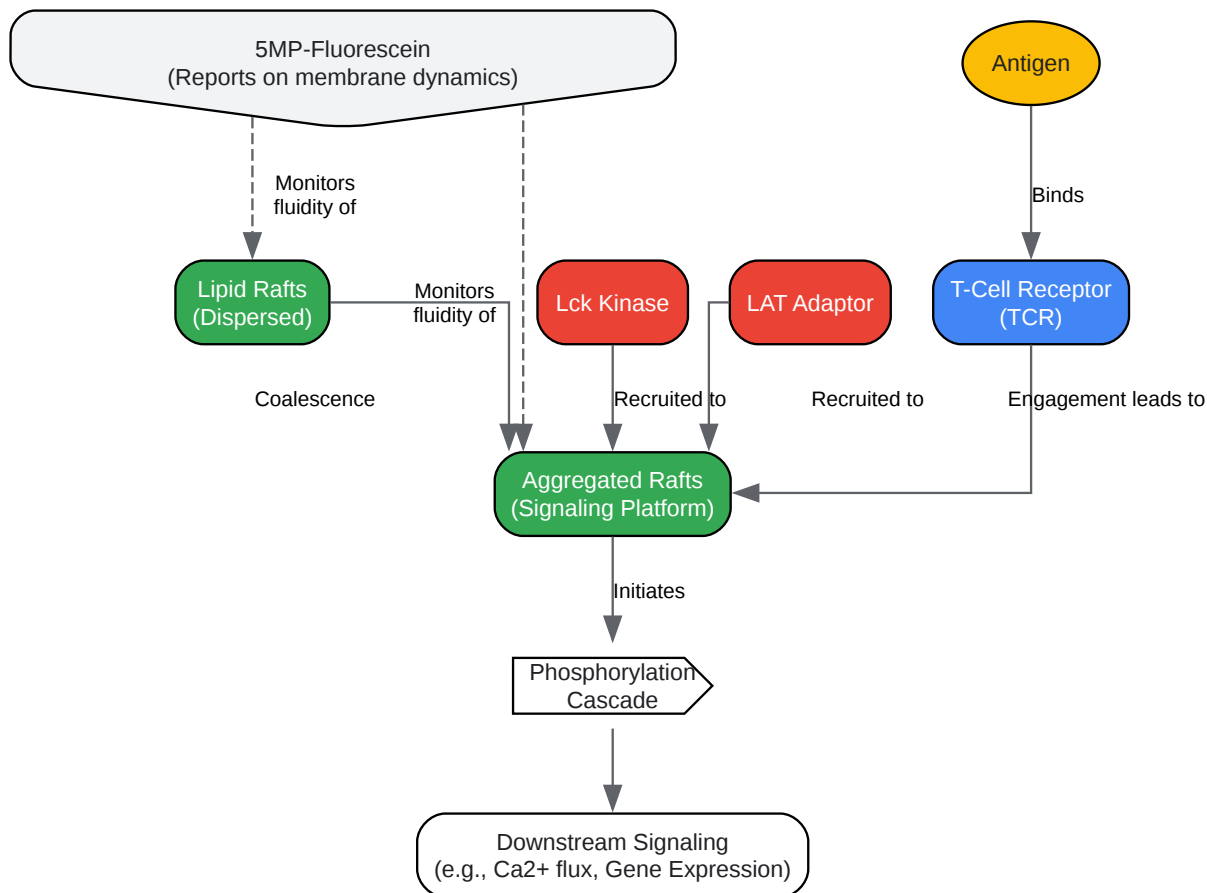 5MP-Fluorescein
(Reports on membrane dynamics)
Antigen
Monitors
fluidity of
Binds
Lipid Rafts
(Dispersed)
Monitors
fluidity of
Lck Kinase
LAT Adaptor
T-Cell Receptor
(TCR)
Coalescence
Recruited to
Recruited to
Engagement leads to
Aggregated Rafts
(Signaling Platform)
Initiates
Phosphorylation
Cascade
Downstream Signaling
(e.g., Ca2+ flux, Gene Expression)